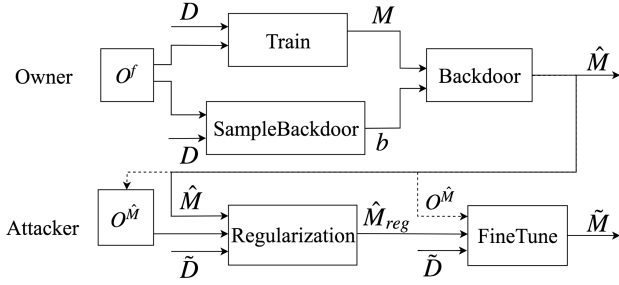 D
M
Train
M̂
Owner
O^f
Backdoor
SampleBackdoor
D
b
M̂
O^M̂
O^M̂
M̂_reg
M̃
Attacker
Regularization
FineTune
D̃
D̃